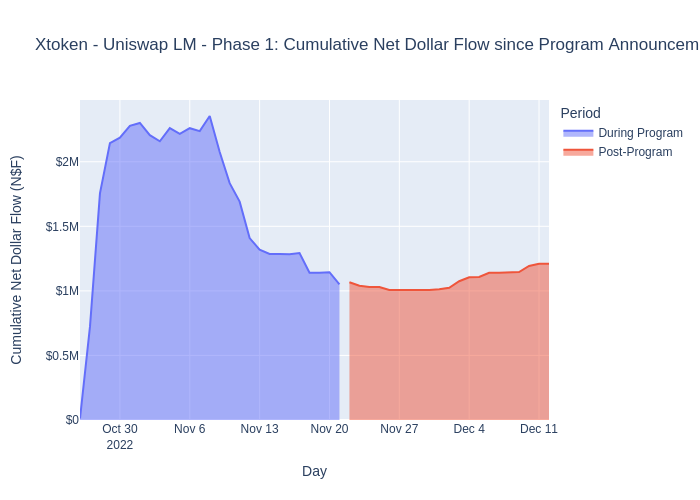 Xtoken - Uniswap LM - Phase 1: Cumulative Net Dollar Flow since Program Announcem
Period
During Program
Post-Program
Cumulative Net Dollar Flow (N$F)
$2M
$1.5M
$1M
$0.5M
$0
Oct 30
2022
Nov 6
Nov 13
Nov 20
Nov 27
Dec 4
Dec 11
Day